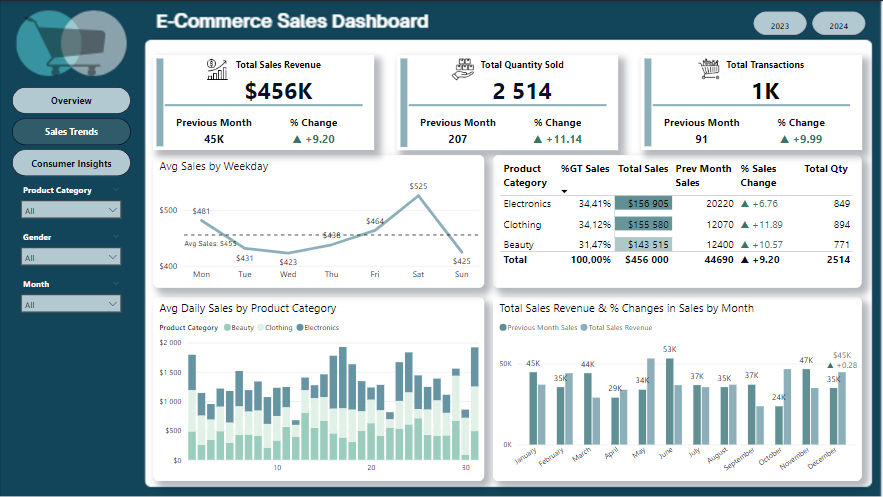 E-Commerce Sales Dashboard
2023
2024
Overview
Sales Trends
Consumer Insights
Product Category
All
Gender
All
Month
All
Total Sales Revenue
$456K
Previous Month % Change
45K ▲ +9.20
Total Quantity Sold
2 514
Previous Month % Change
207 ▲ +11.14
Total Transactions
1K
Previous Month % Change
91 ▲ +9.99
Avg Sales by Weekday
$525
$500
$481
$464
$438
Avg Sales: $455
$431
$423
$425
$400
Mon Tue Wed Thu Fri Sat Sun
Product Category %GT Sales Total Sales Prev Month Sales % Sales Change Total Qty
Electronics 34,41% $156 905 20220 ▲ +6.76 849
Clothing 34,12% $155 580 12070 ▲ +11.89 894
Beauty 31,47% $143 515 12400 ▲ +10.57 771
Total 100,00% $456 000 44690 ▲ +9.20 2514
Avg Daily Sales by Product Category
Product Category Beauty Clothing Electronics
$2 000
$1 500
$1 000
$500
$0
10 20 30
Total Sales Revenue & % Changes in Sales by Month
Previous Month Sales Total Sales Revenue
50K
0K
45K 35K 44K 29K 34K 53K 37K 35K 37K 24K 47K 35K
$45K
▲ +0.28
January February March April May June July August September October November December